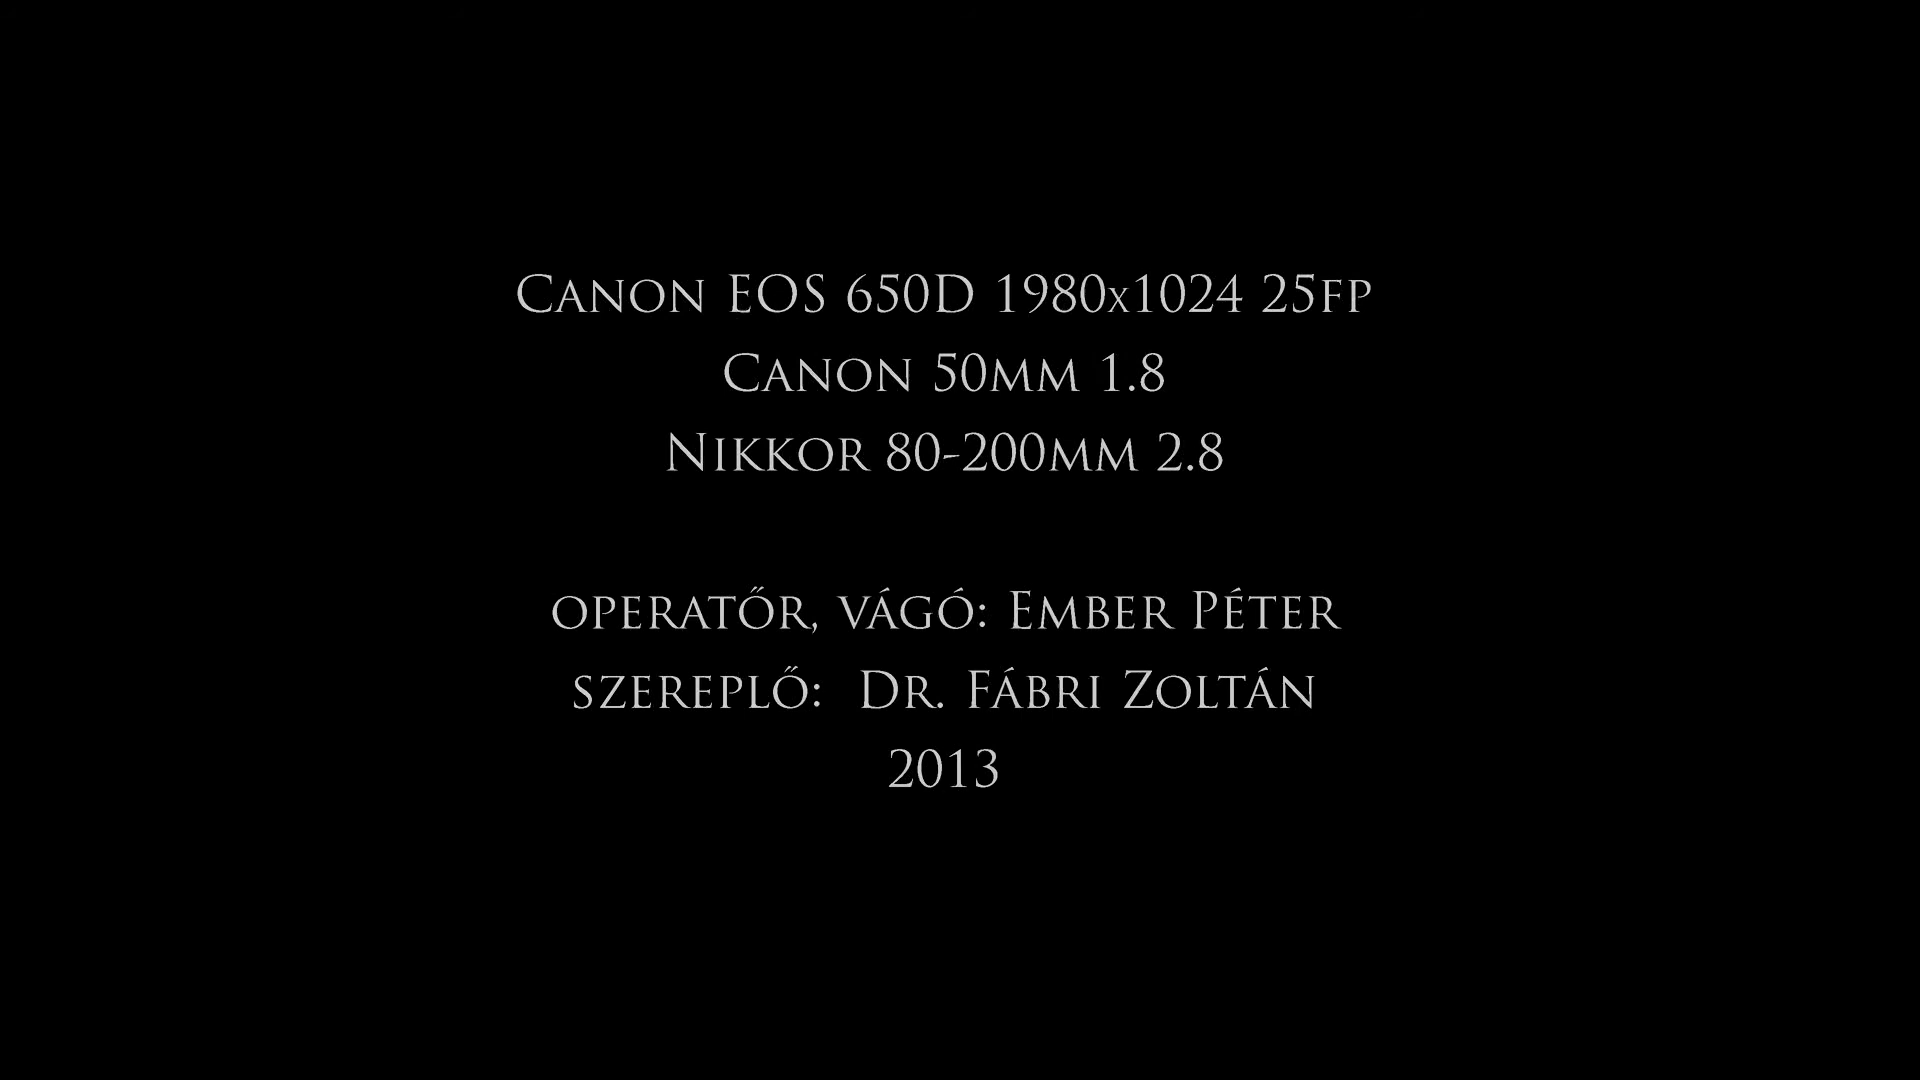 Canon EOS 650D 1980x1024 25fp
Canon 50mm 1.8
Nikkor 80-200mm 2.8
operatőr, vágó: Ember Péter
szereplő: Dr. Fábri Zoltán
2013